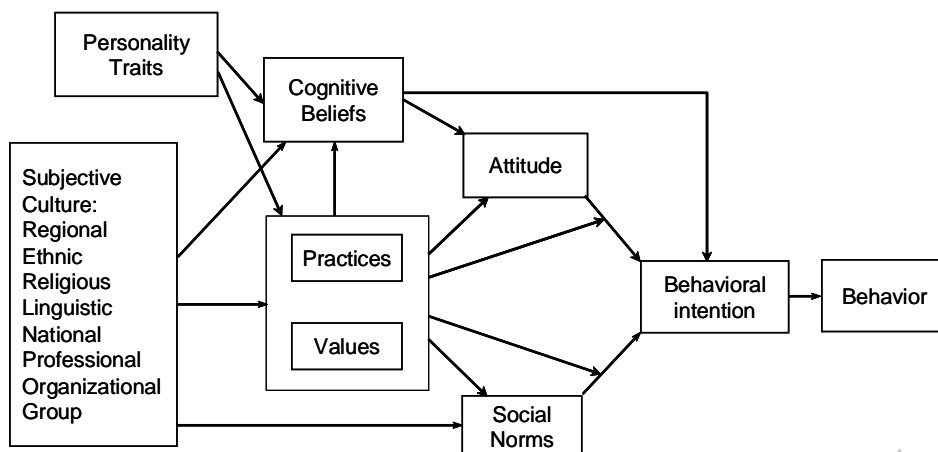 Personality
Traits
Cognitive
Beliefs
Attitude
Subjective
Culture:
Regional
Ethnic
Religious
Linguistic
National
Professional
Organizational
Group
Practices
Values
Behavioral
intention
Behavior
Social
Norms